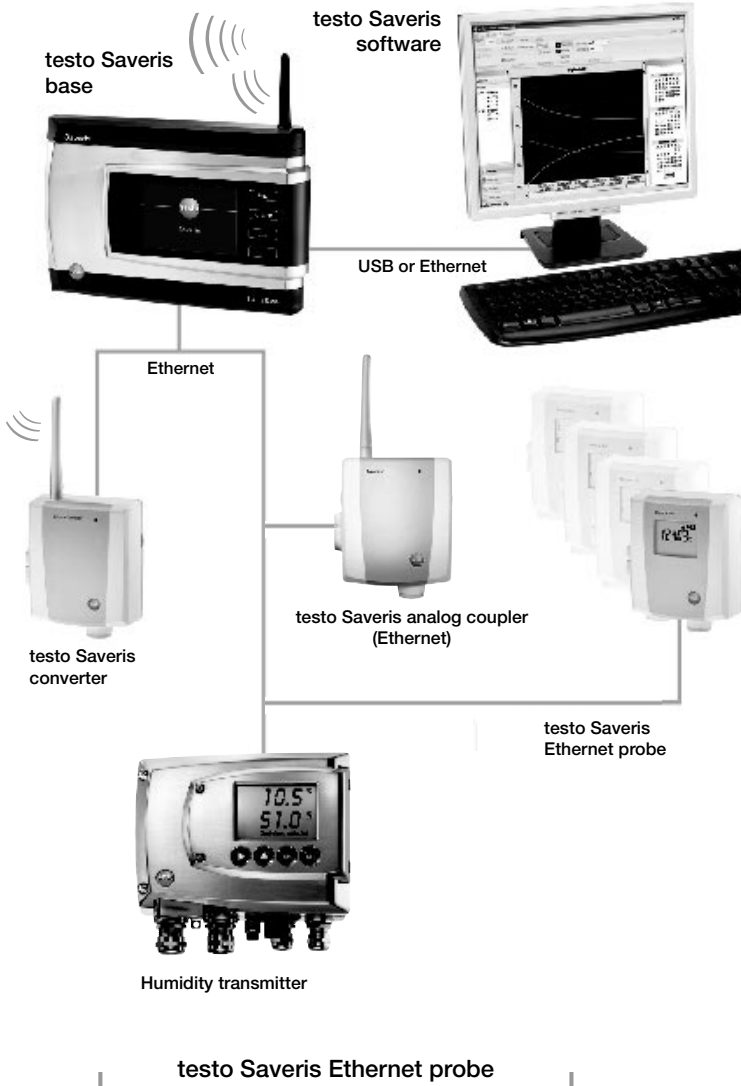 testo Saveris
software
testo Saveris
base
USB or Ethernet
Ethernet
testo Saveris analog coupler
(Ethernet)
testo Saveris
converter
testo Saveris
Ethernet probe
10.5
51.0
Humidity transmitter
testo Saveris Ethernet probe